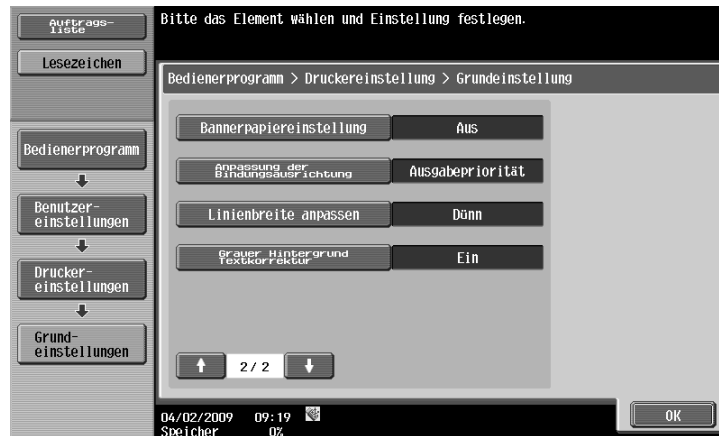 Auftrags-
liste
Lesezeichen
Bedienerprogramm
Benutzer-
einstellungen
Drucker-
einstellungen
Grund-
einstellungen
Bitte das Element wählen und Einstellung festlegen.
Bedienerprogramm > Druckereinstellung > Grundeinstellung
Bannerpapiereinstellung Aus
Anpassung der
Bindungsausrichtung
Ausgabepriorität
Linienbreite anpassen Dünn
Grauer Hintergrund
Textkorrektur
Ein
2/2
04/02/2009 09:19
Speicher 0%
OK